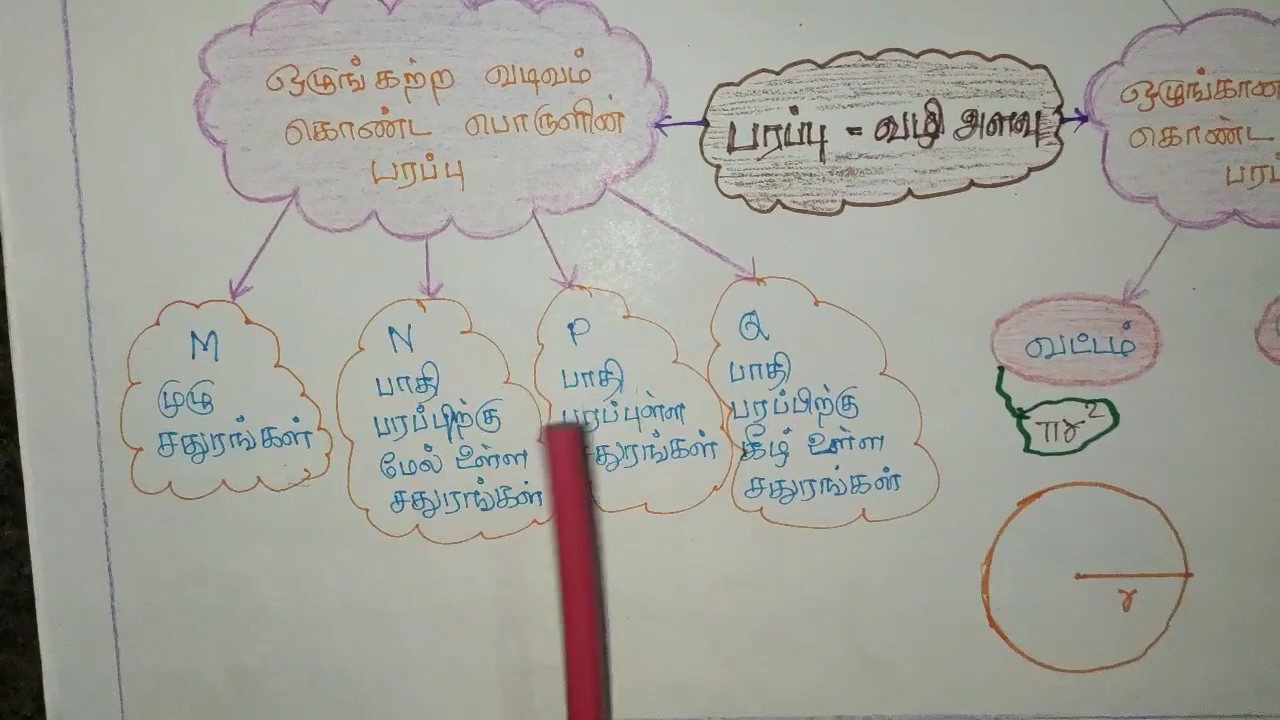 ஒழுங்கற்ற வடிவம்
கொண்ட பொருளின்
பரப்பு
பரப்பு = வழி அளவு
ஒழுங்கான
கொண்ட
M
முழு
சதுரங்கள்
N
பாதி
பரப்பிற்கு
மேல் உள்ள
சதுரங்கள்
P
பாதி
பரப்புள்ள
சதுரங்கள்
Q
பாதி
பரப்பிற்கு
கீழ் உள்ள
சதுரங்கள்
வட்டம்
πr²
r